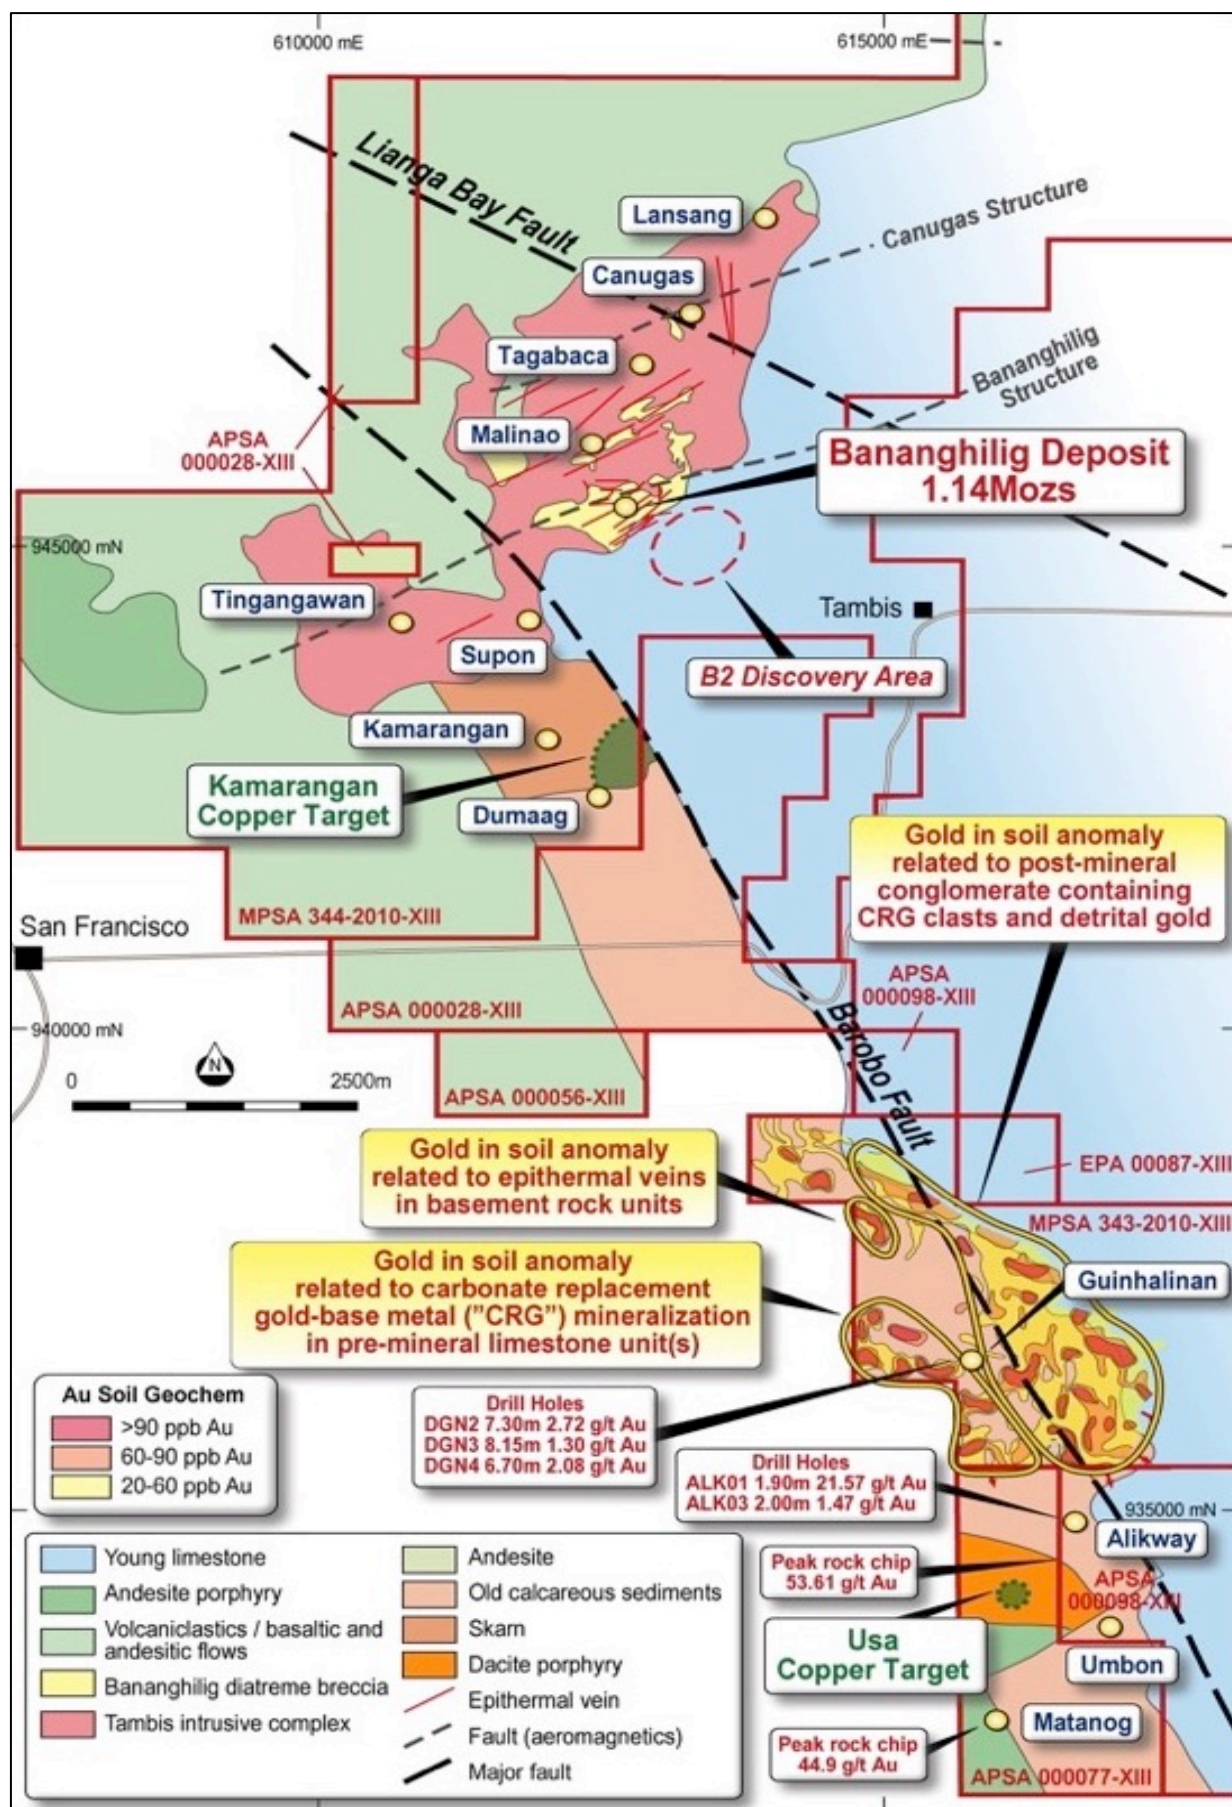 610000 mE
615000 mE
Lianga Bay Fault
Lansang
Canugas Structure
Canugas
Tagabaca
Bananghilig
Structure
APSA
000028-XIII
Malinao
Bananghilig Deposit
1.14Mozs
945000 mN
Tingangawan
Tambis
Supon
B2 Discovery Area
Kamarangan
Kamarangan
Copper Target
Dumaag
Gold in soil anomaly
related to post-mineral
conglomerate containing
CRG clasts and detrital gold
MPSA 344-2010-XIII
San Francisco
APSA
000098-XIII
APSA 000028-XIII
940000 mN
Barobo Fault
N
0
2500m
APSA 000056-XIII
Gold in soil anomaly
related to epithermal veins
in basement rock units
EPA 00087-XIII
MPSA 343-2010-XIII
Gold in soil anomaly
related to carbonate replacement
gold-base metal ("CRG") mineralization
in pre-mineral limestone unit(s)
Guinhalinan
Au Soil Geochem
>90 ppb Au
60-90 ppb Au
20-60 ppb Au
Drill Holes
DGN2 7.30m 2.72 g/t Au
DGN3 8.15m 1.30 g/t Au
DGN4 6.70m 2.08 g/t Au
Drill Holes
ALK01 1.90m 21.57 g/t Au
ALK03 2.00m 1.47 g/t Au
935000 mN
Alikway
Peak rock chip
53.61 g/t Au
APSA
000098-XIII
Usa
Copper Target
Umbon
Matanog
Peak rock chip
44.9 g/t Au
APSA 000077-XIII
Young limestone
Andesite porphyry
Volcaniclastics / basaltic and
andesitic flows
Bananghilig diatreme breccia
Tambis intrusive complex
Andesite
Old calcareous sediments
Skarn
Dacite porphyry
Epithermal vein
Fault (aeromagnetics)
Major fault